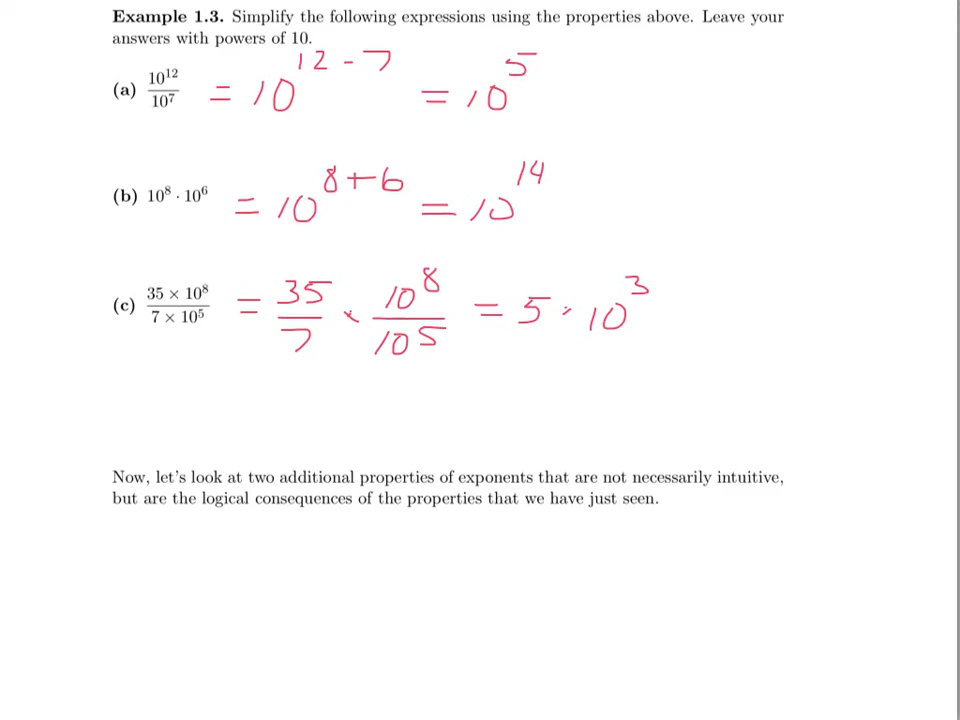 Example 1.3. Simplify the following expressions using the properties above. Leave your
answers with powers of 10.
(a) 10^12/10^7 = 10^(12-7) = 10^5
(b) 10^8 · 10^6 = 10^(8+6) = 10^14
(c) (35 × 10^8)/(7 × 10^5) = 35/7 × 10^8/10^5 = 5 × 10^3
Now, let's look at two additional properties of exponents that are not necessarily intuitive,
but are the logical consequences of the properties that we have just seen.